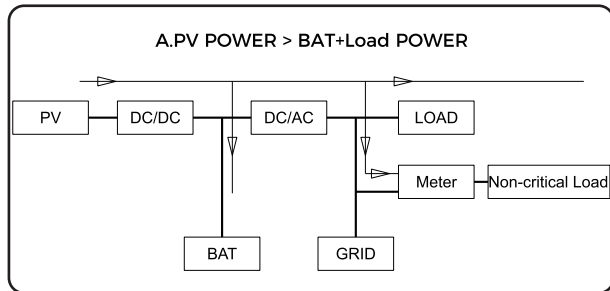 A.PV POWER > BAT+Load POWER
PV
DC/DC
DC/AC
LOAD
Meter
Non-critical Load
BAT
GRID